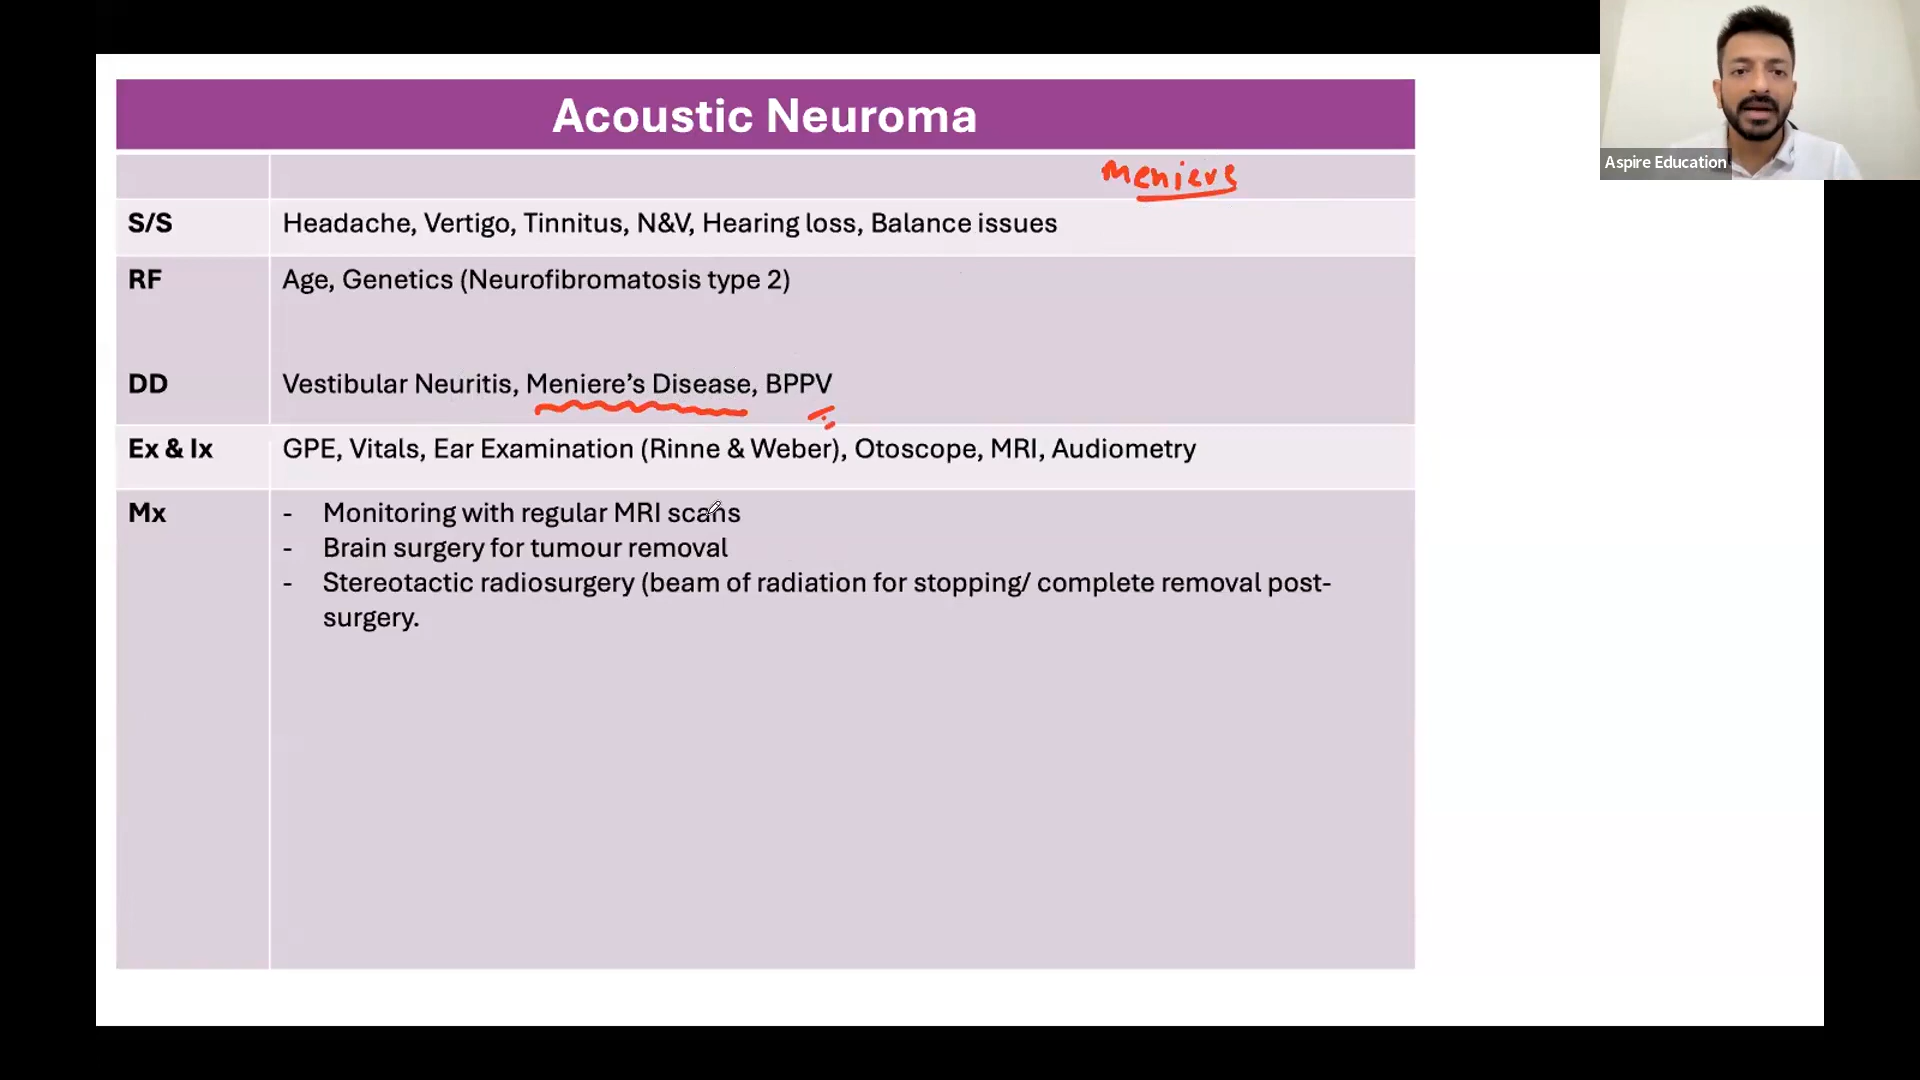 Aspire Education
Acoustic Neuroma
Meniers
S/S Headache, Vertigo, Tinnitus, N&V, Hearing loss, Balance issues
RF Age, Genetics (Neurofibromatosis type 2)
DD Vestibular Neuritis, Meniere’s Disease, BPPV
Ex & Ix GPE, Vitals, Ear Examination (Rinne & Weber), Otoscope, MRI, Audiometry
Mx - Monitoring with regular MRI scans
- Brain surgery for tumour removal
- Stereotactic radiosurgery (beam of radiation for stopping/ complete removal post-
surgery.